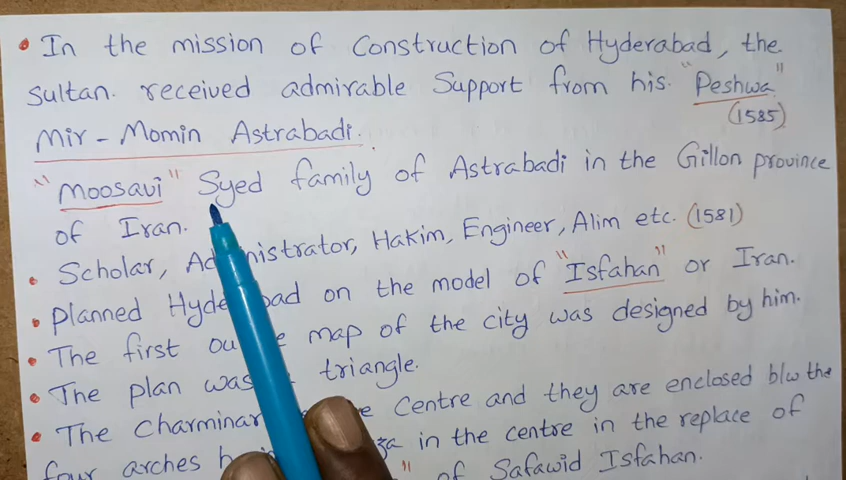 • In the mission of Construction of Hyderabad, the
Sultan. received admirable Support from his. "Peshwa"
Mir - Momin Astrabadi. (1585)
"Moosavi" Syed family of Astrabadi in the Gillon province
of Iran.
• Scholar, Administrator, Hakim, Engineer, Alim etc. (1581)
• Planned Hyderabad on the model of "Isfahan" or Iran.
• The first map of the city was designed by him.
• The plan was triangle.
• The Charminar Centre and they are enclosed b/w the
four arches in the centre in the replace of
" of Safawid Isfahan.